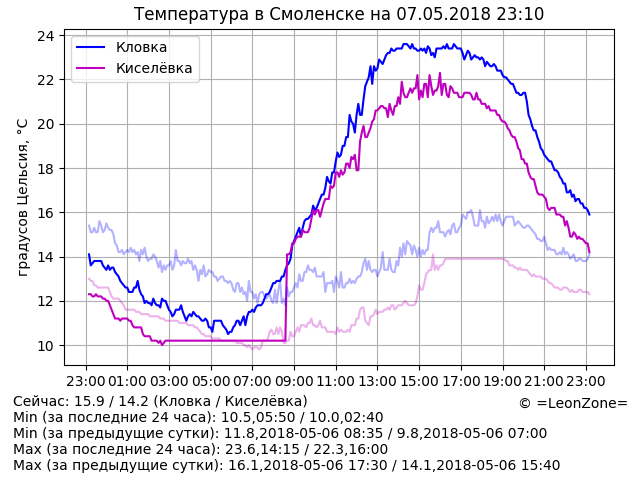 Температура в Смоленске на 07.05.2018 23:10
Кловка
Киселёвка
градусов Цельсия, °C
24
22
20
18
16
14
12
10
23:00 01:00 03:00 05:00 07:00 09:00 11:00 13:00 15:00 17:00 19:00 21:00 23:00
Сейчас: 15.9 / 14.2 (Кловка / Киселёвка)
© =LeonZone=
Min (за последние 24 часа): 10.5,05:50 / 10.0,02:40
Min (за предыдущие сутки): 11.8,2018-05-06 08:35 / 9.8,2018-05-06 07:00
Max (за последние 24 часа): 23.6,14:15 / 22.3,16:00
Max (за предыдущие сутки): 16.1,2018-05-06 17:30 / 14.1,2018-05-06 15:40